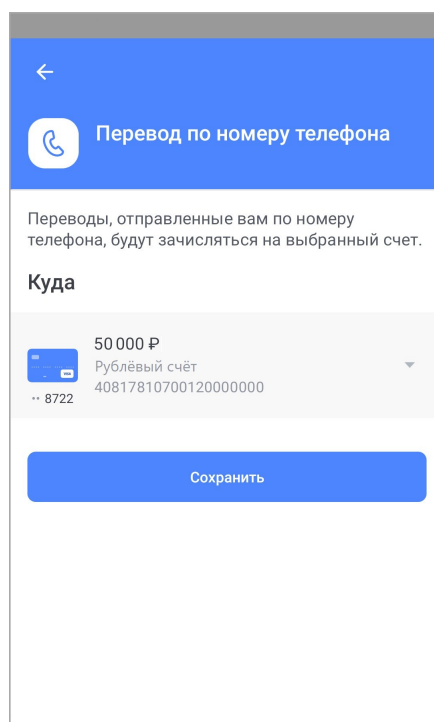 Перевод по номеру телефона
Переводы, отправленные вам по номеру
телефона, будут зачисляться на выбранный счет.
Куда
50 000 ₽
Рублёвый счёт
40817810700120000000
VISA
·· 8722
Сохранить